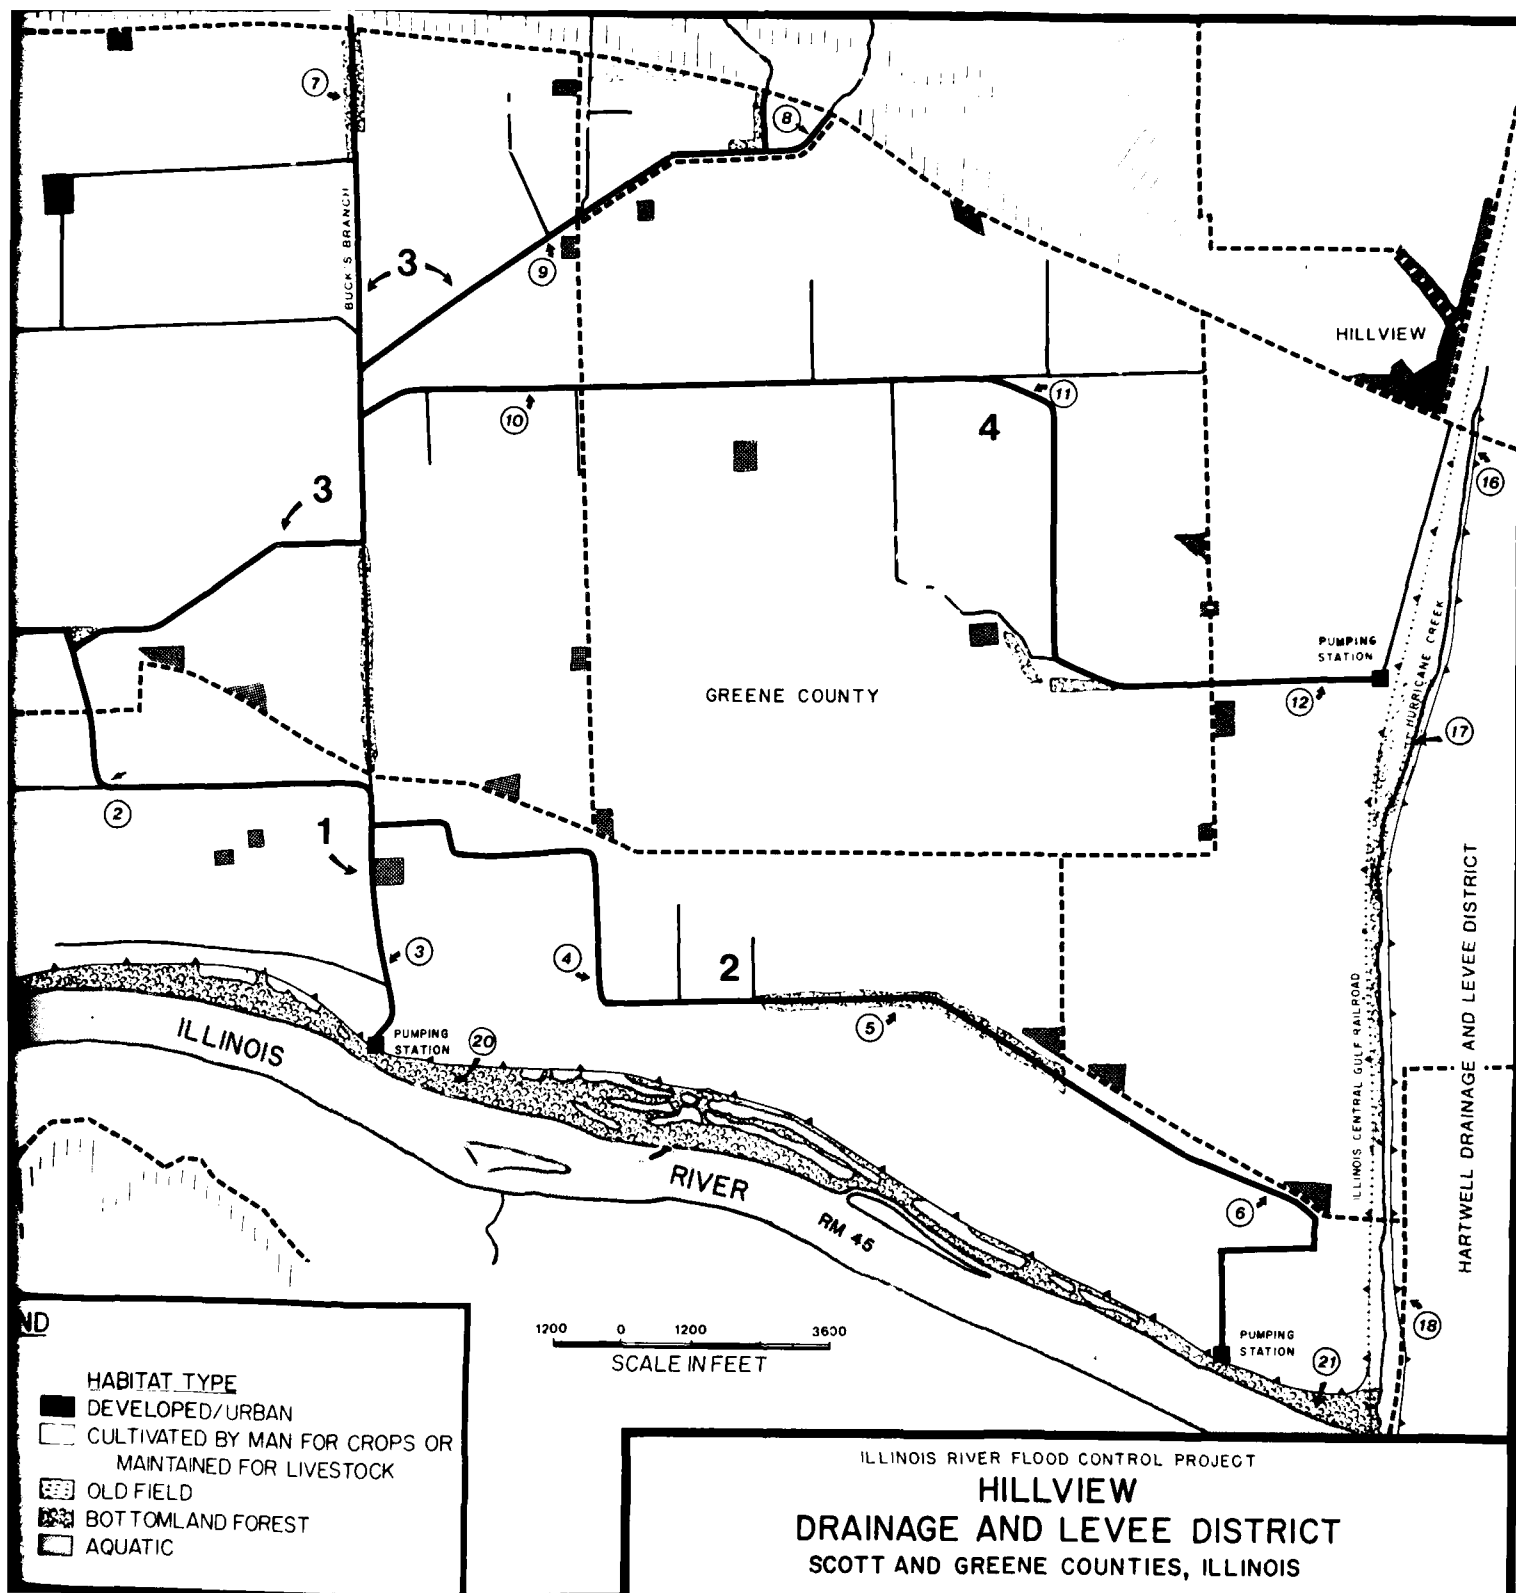 7
8
BUCK'S BRANCH
3
9
HILLVIEW
10
11
4
3
16
HURRICANE CREEK
PUMPING
STATION
GREENE COUNTY
12
17
2
1
HARTWELL DRAINAGE AND LEVEE DISTRICT
3
4
2
ILLINOIS CENTRAL GULF RAILROAD
5
ILLINOIS
PUMPING
STATION
20
RIVER
6
RM 45
18
ND
1200 0 1200 3600
SCALE IN FEET
PUMPING
STATION
21
HABITAT TYPE
DEVELOPED/URBAN
CULTIVATED BY MAN FOR CROPS OR
MAINTAINED FOR LIVESTOCK
OLD FIELD
BOTTOMLAND FOREST
AQUATIC
ILLINOIS RIVER FLOOD CONTROL PROJECT
HILLVIEW
DRAINAGE AND LEVEE DISTRICT
SCOTT AND GREENE COUNTIES, ILLINOIS